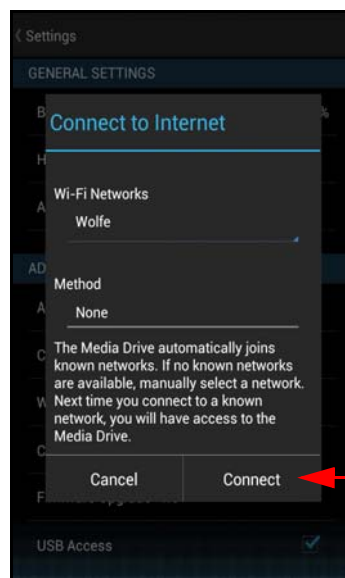 Settings
GENERAL SETTINGS
B %
Connect to Internet
H
Wi-Fi Networks
A
Wolfe
AD
Method
A
None
The Media Drive automatically joins
known networks. If no known networks
are available, manually select a network.
Next time you connect to a known
network, you will have access to the
Media Drive.
C
W
C
Cancel Connect
F
USB Access